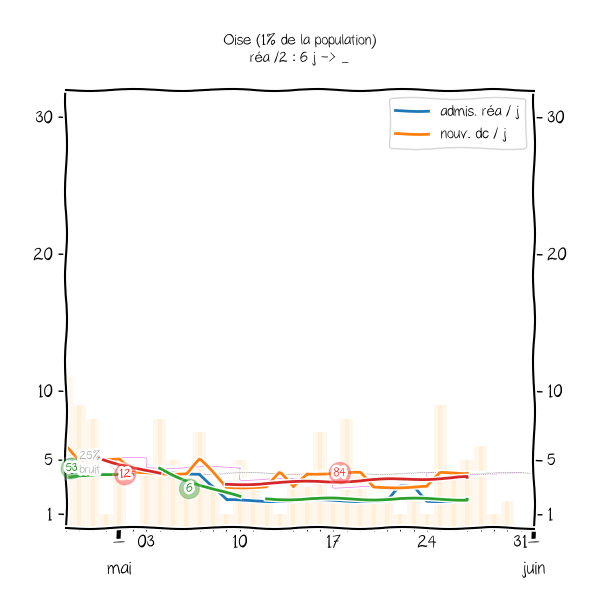 Oise (1% de la population)
réa /2 : 6 j -> _
admis. réa / j
nouv. dc / j
30
30
20
20
10
10
5
5
1
1
25%
bruit
53
12
6
84
03
10
17
24
31
mai
juin